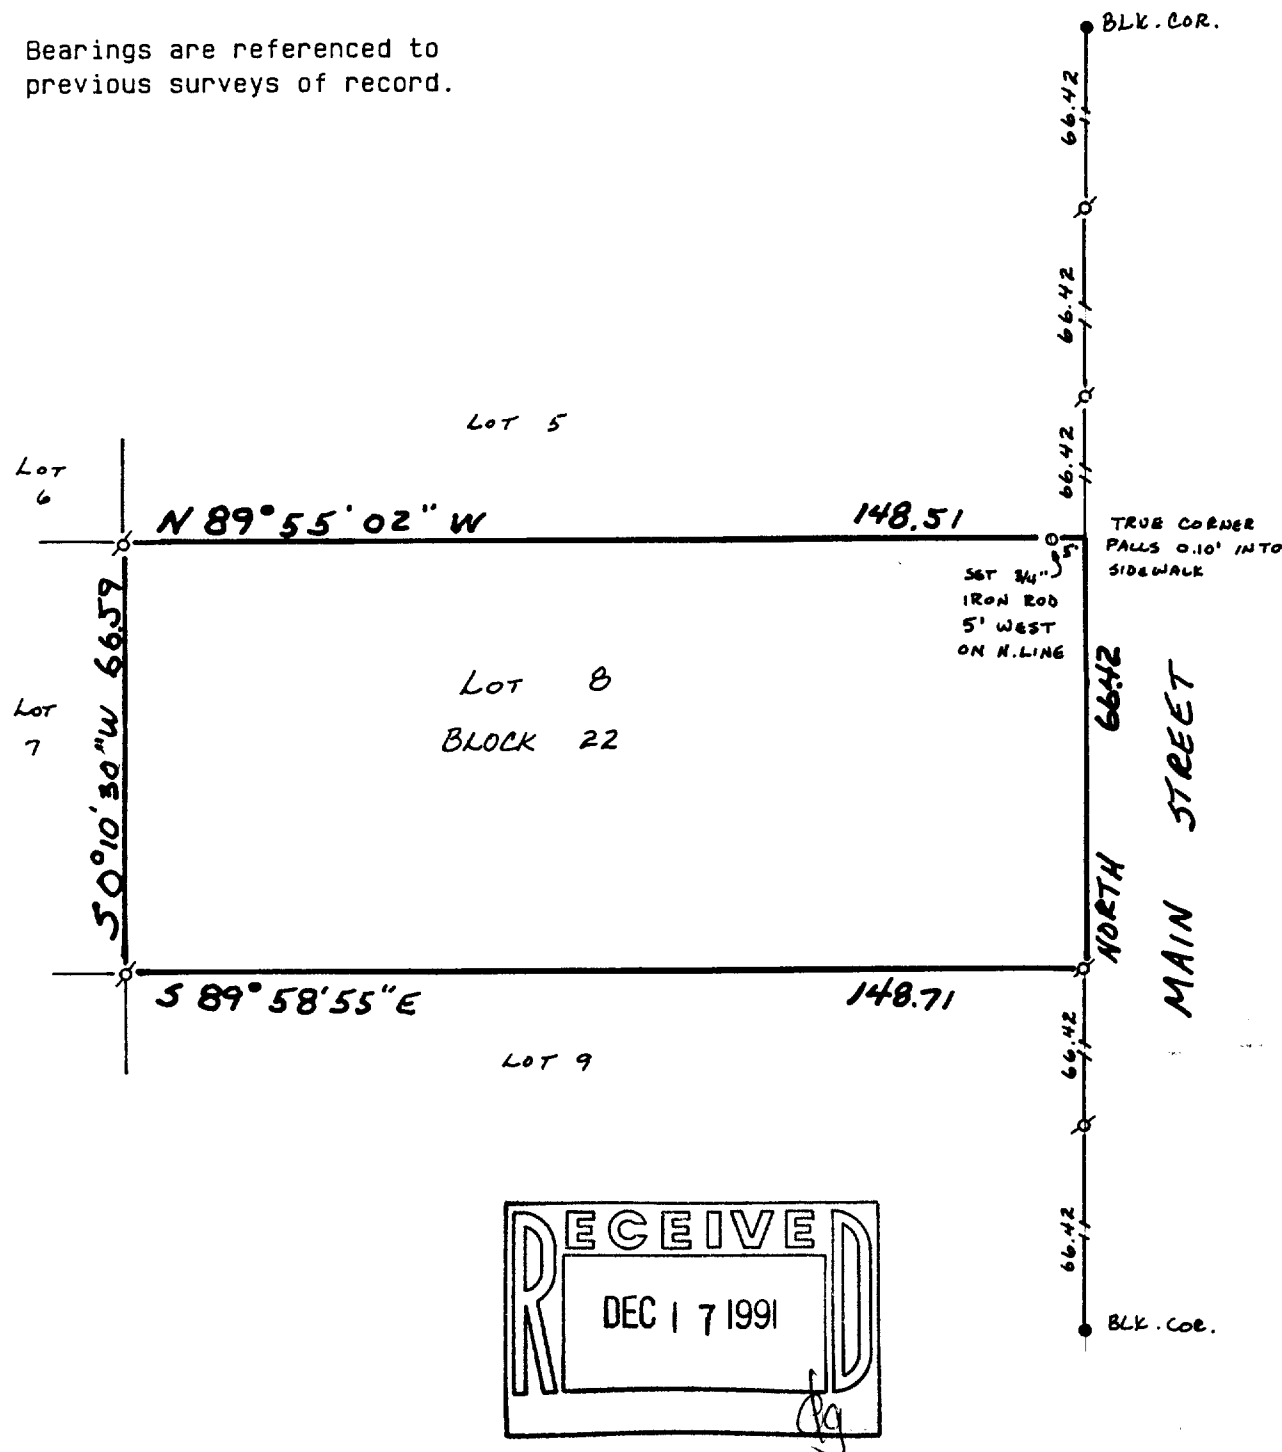 BLK. COR.
Bearings are referenced to
previous surveys of record.
66.42
66.42
66.42
LOT 5
LOT
6
N 89° 55' 02" W
148.51
TRUE CORNER
FALLS 0.10' INTO
SIDEWALK
5'
SET 3/4"
IRON ROD
5' WEST
ON N. LINE
S 0° 10' 30" W 66.59
LOT 8
BLOCK 22
LOT
7
NORTH 66.42
MAIN STREET
S 89° 58' 55" E
148.71
66.42
LOT 9
66.42
RECEIVED
DEC 17 1991
BLK. COR.